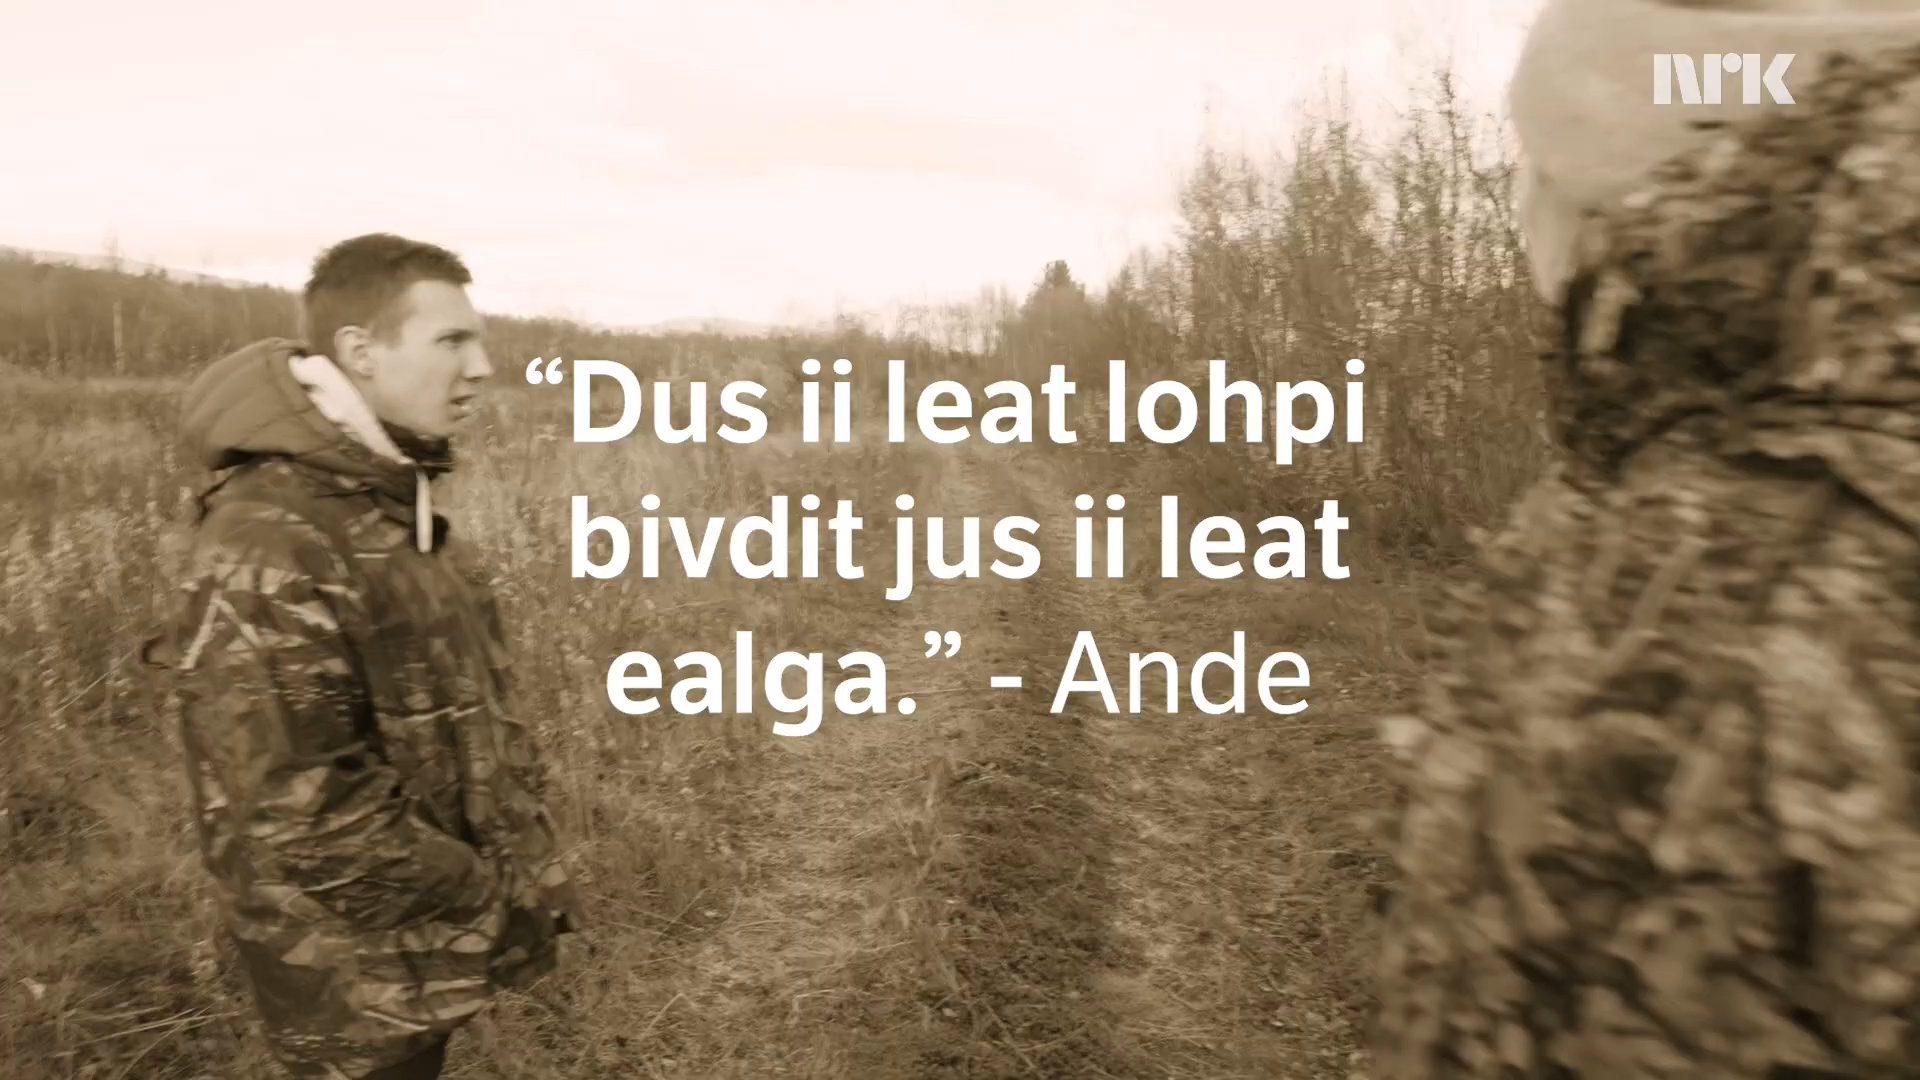 NRK
“Dus ii leat lohpi
bivdit jus ii leat
ealga.” - Ande